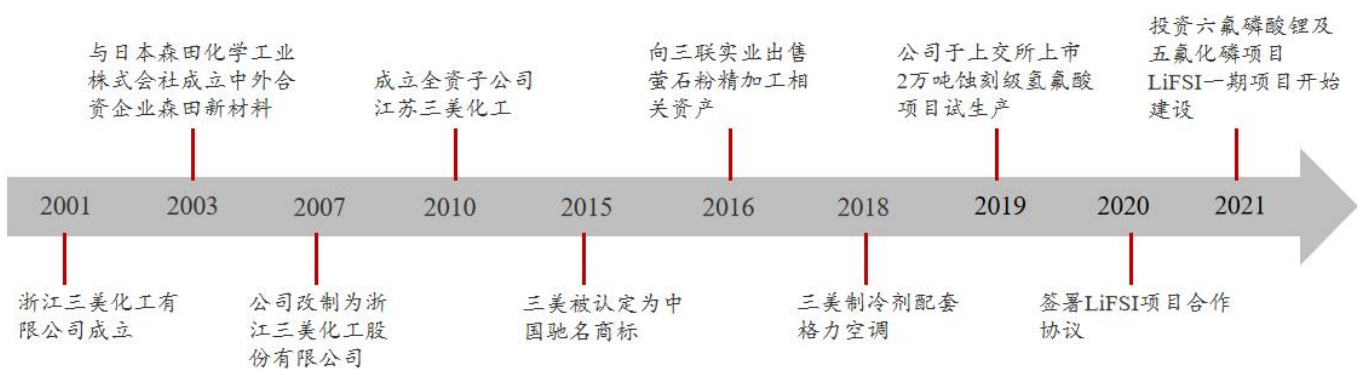 与日本森田化学工业
株式会社成立中外合
资企业森田新材料
成立全资子公司
江苏三美化工
向三联实业出售
萤石粉精加工相
关资产
公司于上交所上市
2万吨蚀刻级氢氟酸
项目试生产
投资六氟磷酸锂及
五氟化磷项目
LiFSI一期项目开始
建设
2001 2003 2007 2010 2015 2016 2018 2019 2020 2021
浙江三美化工有
限公司成立
公司改制为浙
江三美化工股
份有限公司
三美被认定为中
国驰名商标
三美制冷剂配套
格力空调
签署LiFSI项目合作
协议